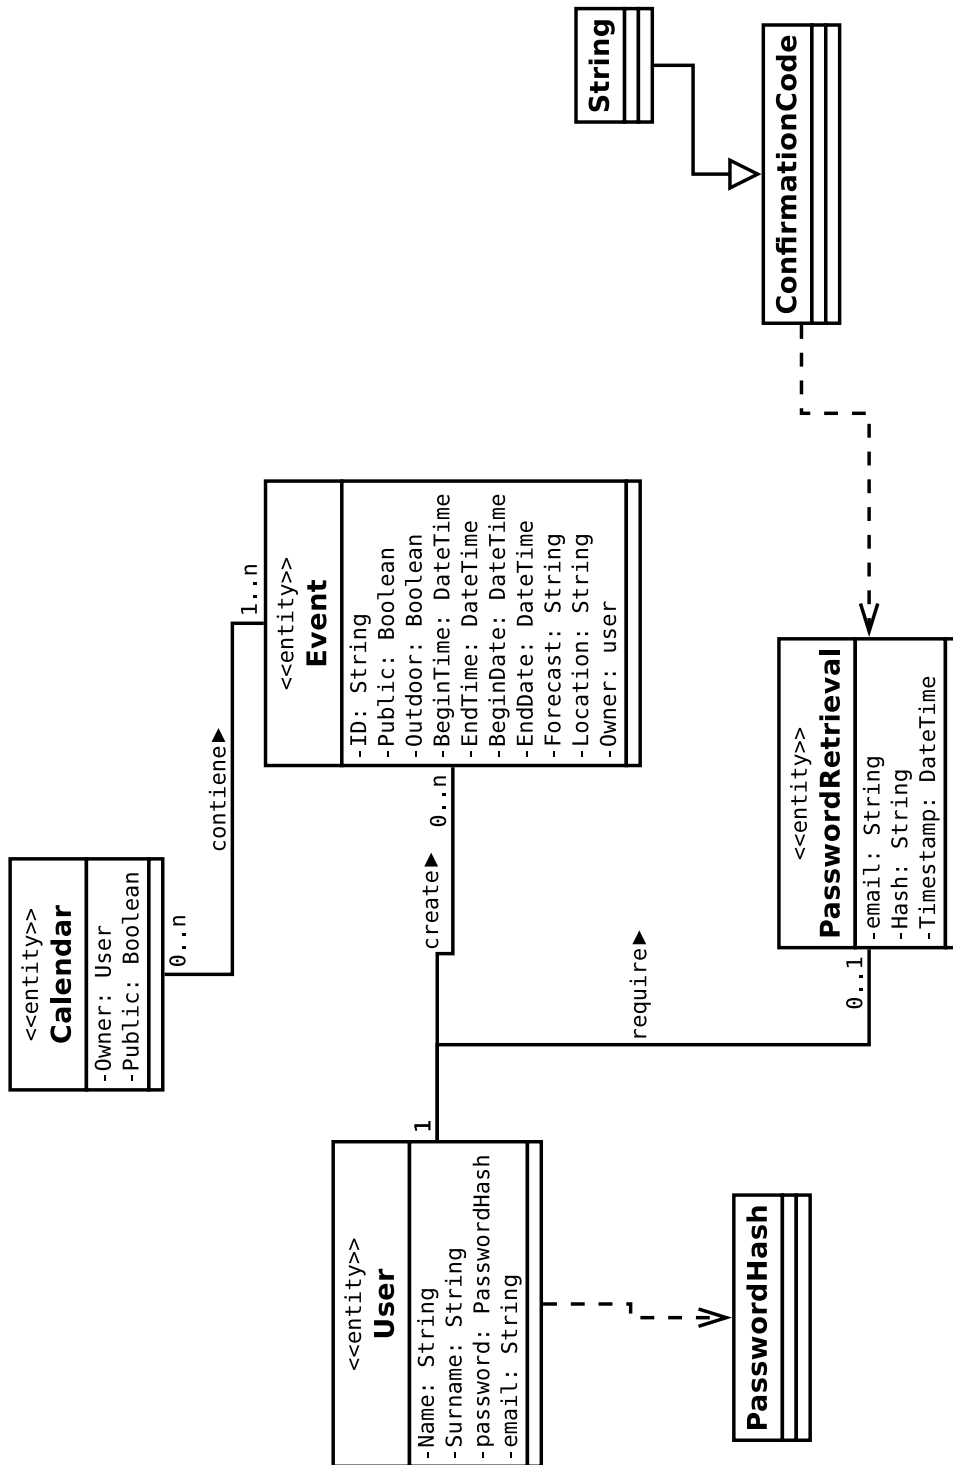 <<entity>>
Calendar
-Owner: User
-Public: Boolean
0..n
contiene▶
1..n
<<entity>>
Event
-ID: String
-Public: Boolean
-Outdoor: Boolean
-BeginTime: DateTime
-EndTime: DateTime
-BeginDate: DateTime
-EndDate: DateTime
-Forecast: String
-Location: String
-Owner: user
<<entity>>
User
-Name: String
-Surname: String
-password: PasswordHash
-email: String
1
create▶
0..n
require▶
0..1
<<entity>>
PasswordRetrieval
-email: String
-Hash: String
-Timestamp: DateTime
PasswordHash
String
ConfirmationCode